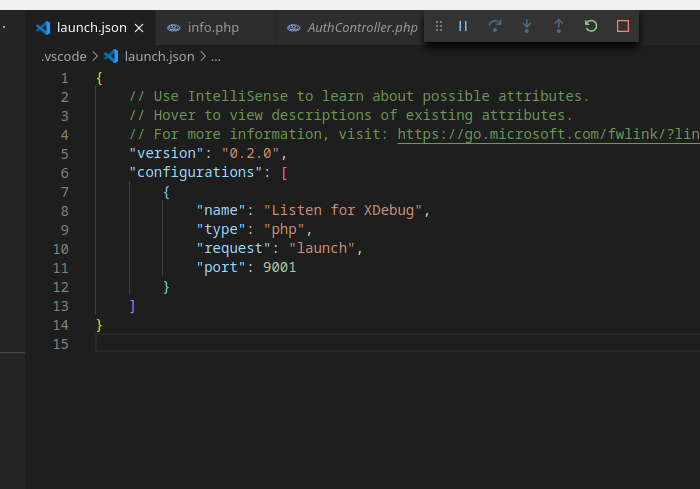 launch.json
info.php
AuthController.php
.vscode > launch.json > ...
1 {
2 // Use IntelliSense to learn about possible attributes.
3 // Hover to view descriptions of existing attributes.
4 // For more information, visit: https://go.microsoft.com/fwlink/?lin
5 "version": "0.2.0",
6 "configurations": [
7 {
8 "name": "Listen for XDebug",
9 "type": "php",
10 "request": "launch",
11 "port": 9001
12 }
13 ]
14 }
15